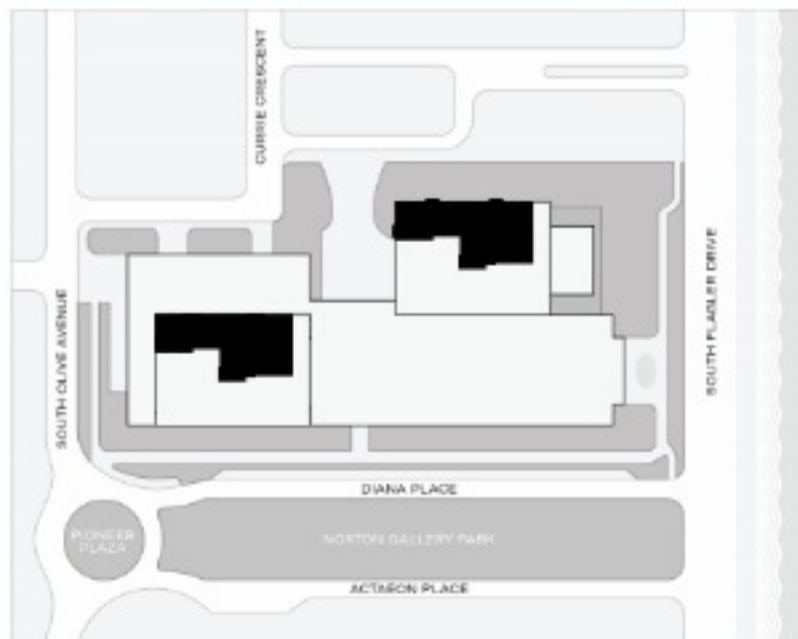 CURRIE CRESCENT
SOUTH OLIVE AVENUE
SOUTH FLAGLER DRIVE
DIANA PLACE
PIONEER
PLAZA
NORTON GALLERY PARK
ACTAEON PLACE